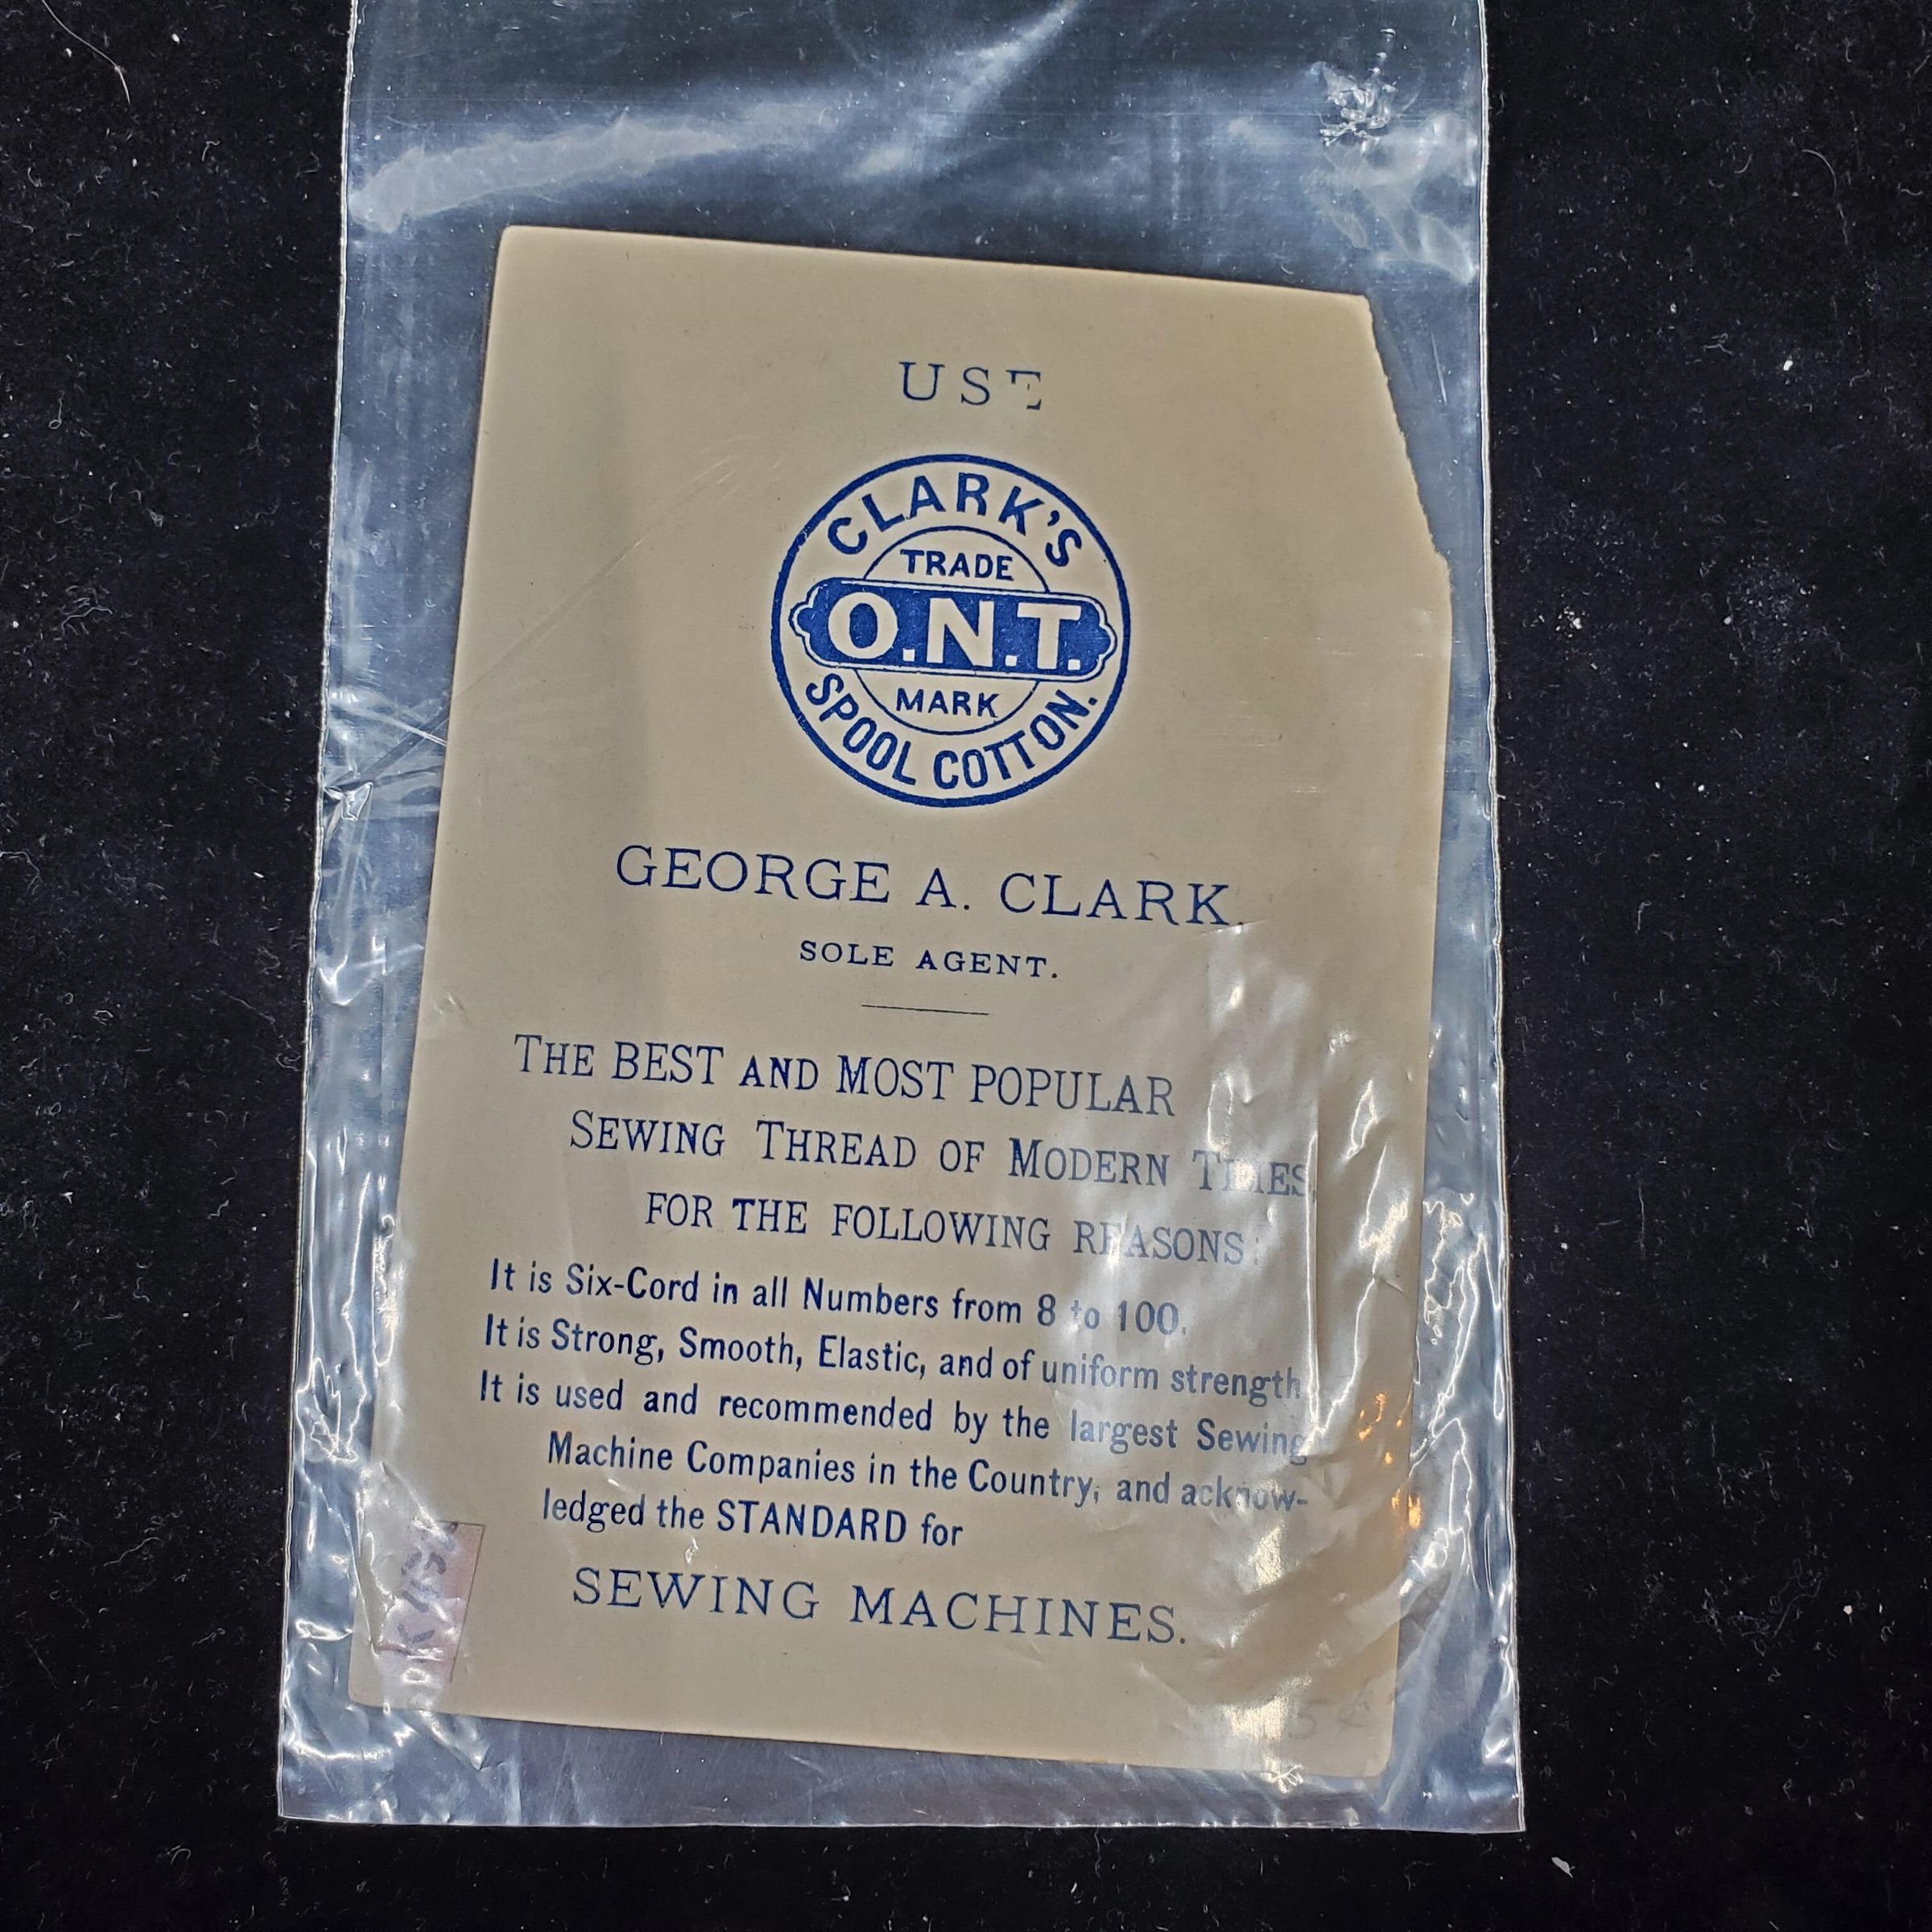 USE
CLARK'S
TRADE
O.N.T.
MARK
SPOOL COTTON.
GEORGE A. CLARK.
SOLE AGENT.
THE BEST AND MOST POPULAR
SEWING THREAD OF MODERN TIMES
FOR THE FOLLOWING REASONS:
It is Six-Cord in all Numbers from 8 to 100.
It is Strong, Smooth, Elastic, and of uniform strength
It is used and recommended by the largest Sewing
Machine Companies in the Country, and acknow-
ledged the STANDARD for
SEWING MACHINES.